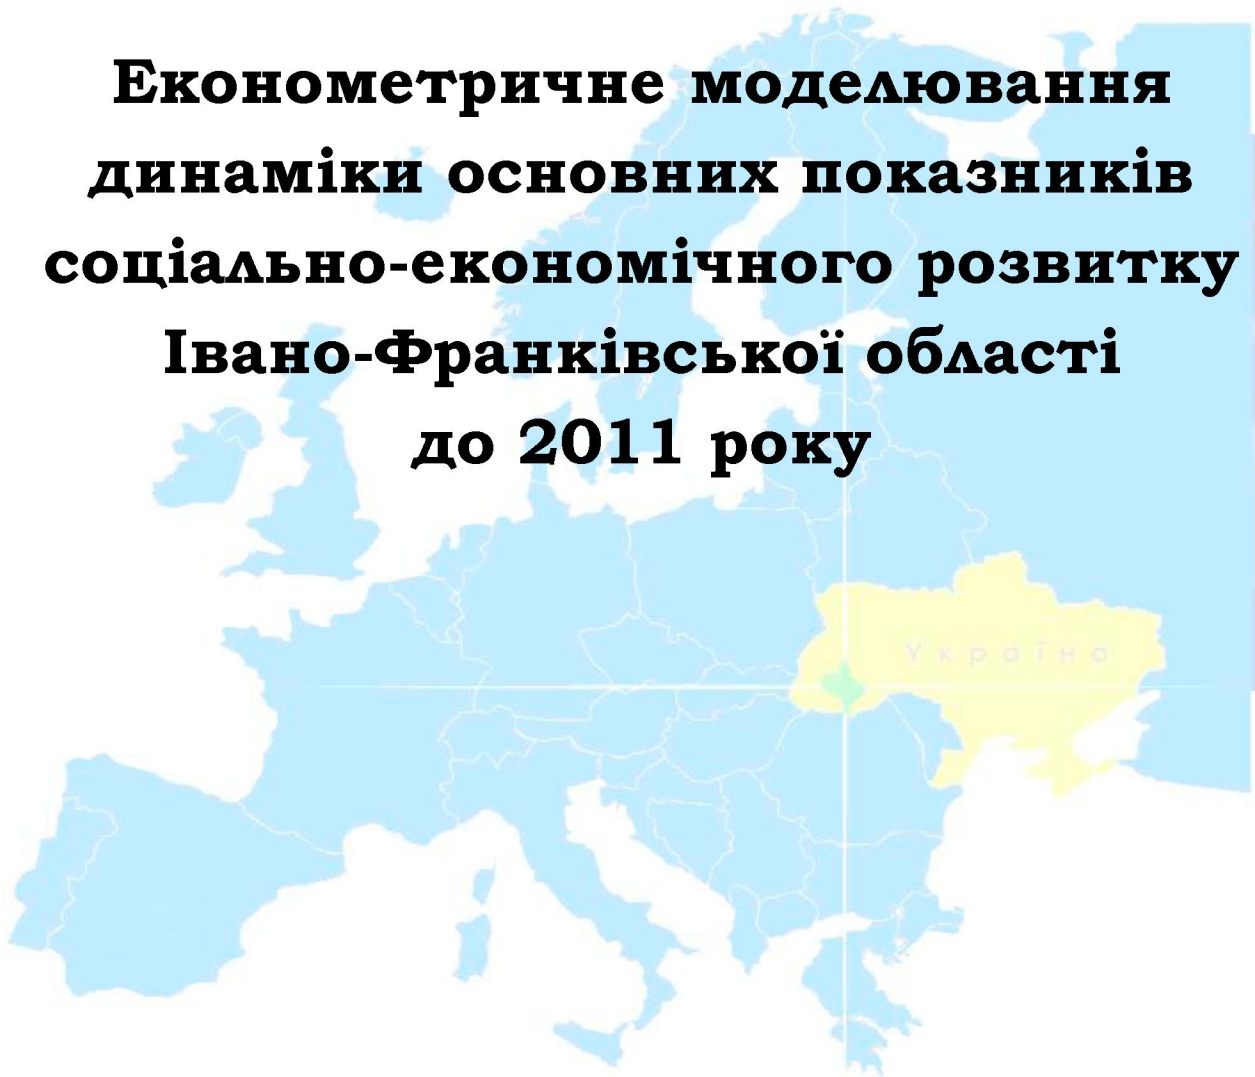 Економетричне моделювання
динаміки основних показників
соціально-економічного розвитку
Івано-Франківської області
до 2011 року
Україна